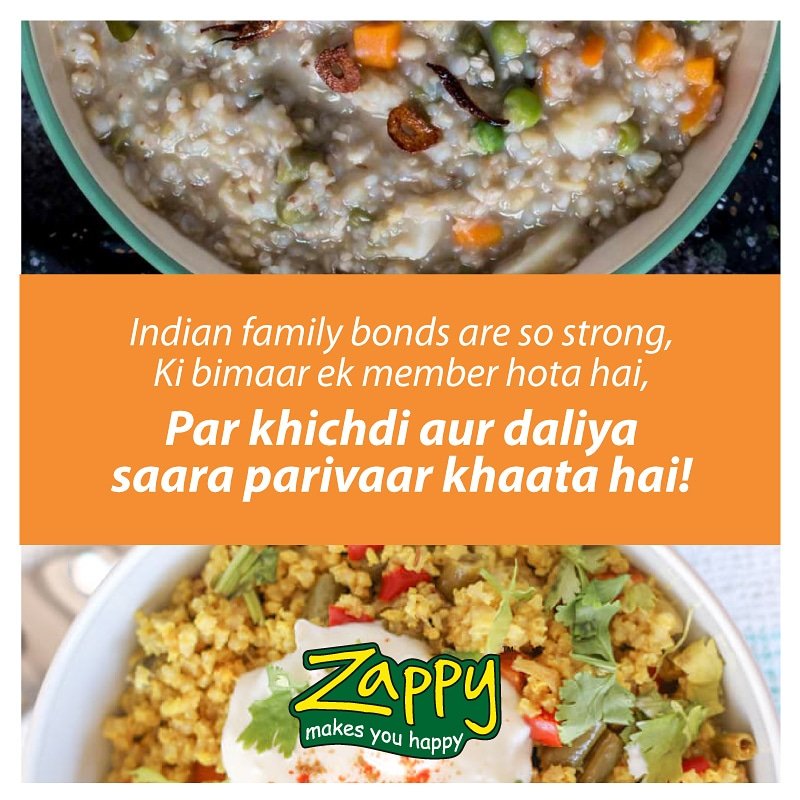 Indian family bonds are so strong,
Ki bimaar ek member hota hai,
Par khichdi aur daliya
saara parivaar khaata hai!
Zappy™
makes you happy